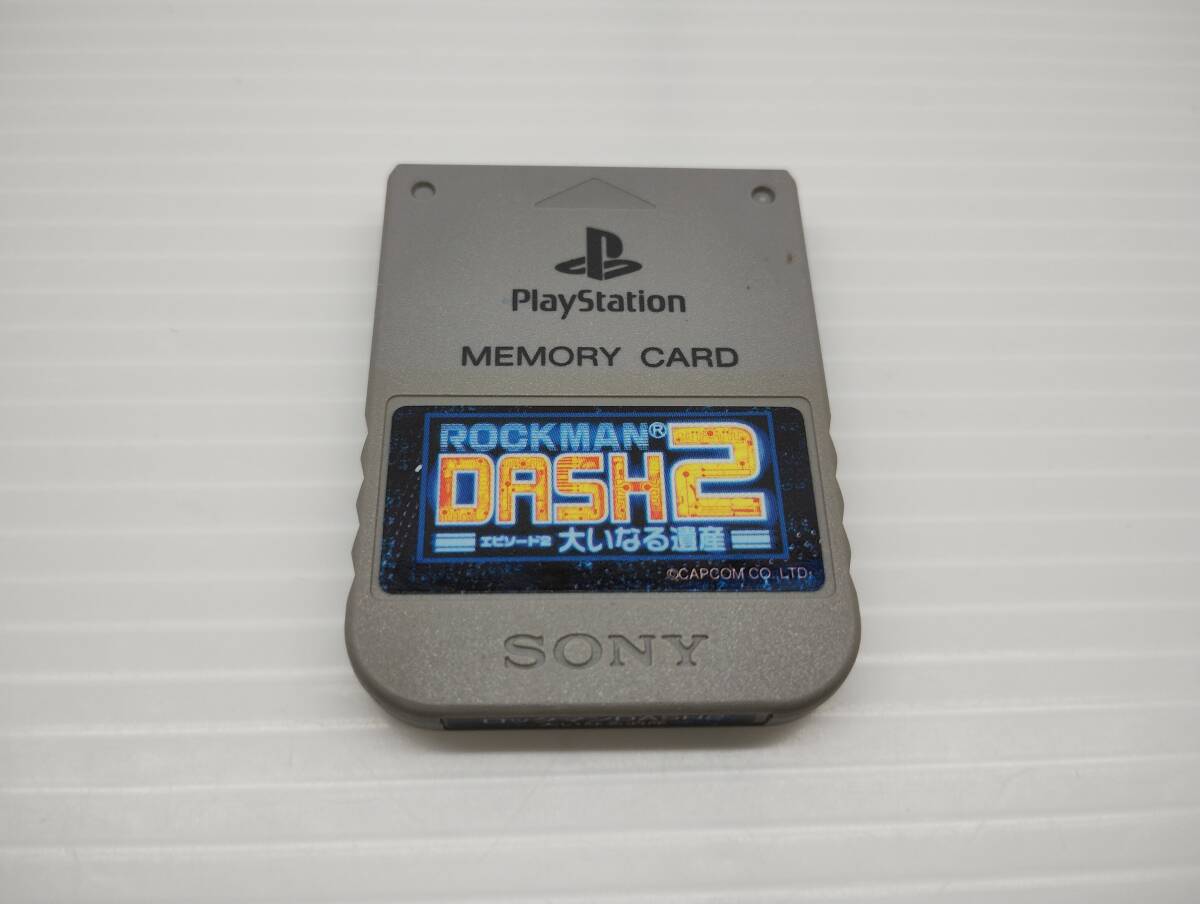 PlayStation
MEMORY CARD
ROCKMAN®
DASH2
エピソード2 大いなる遺産
©CAPCOM CO. LTD.
SONY